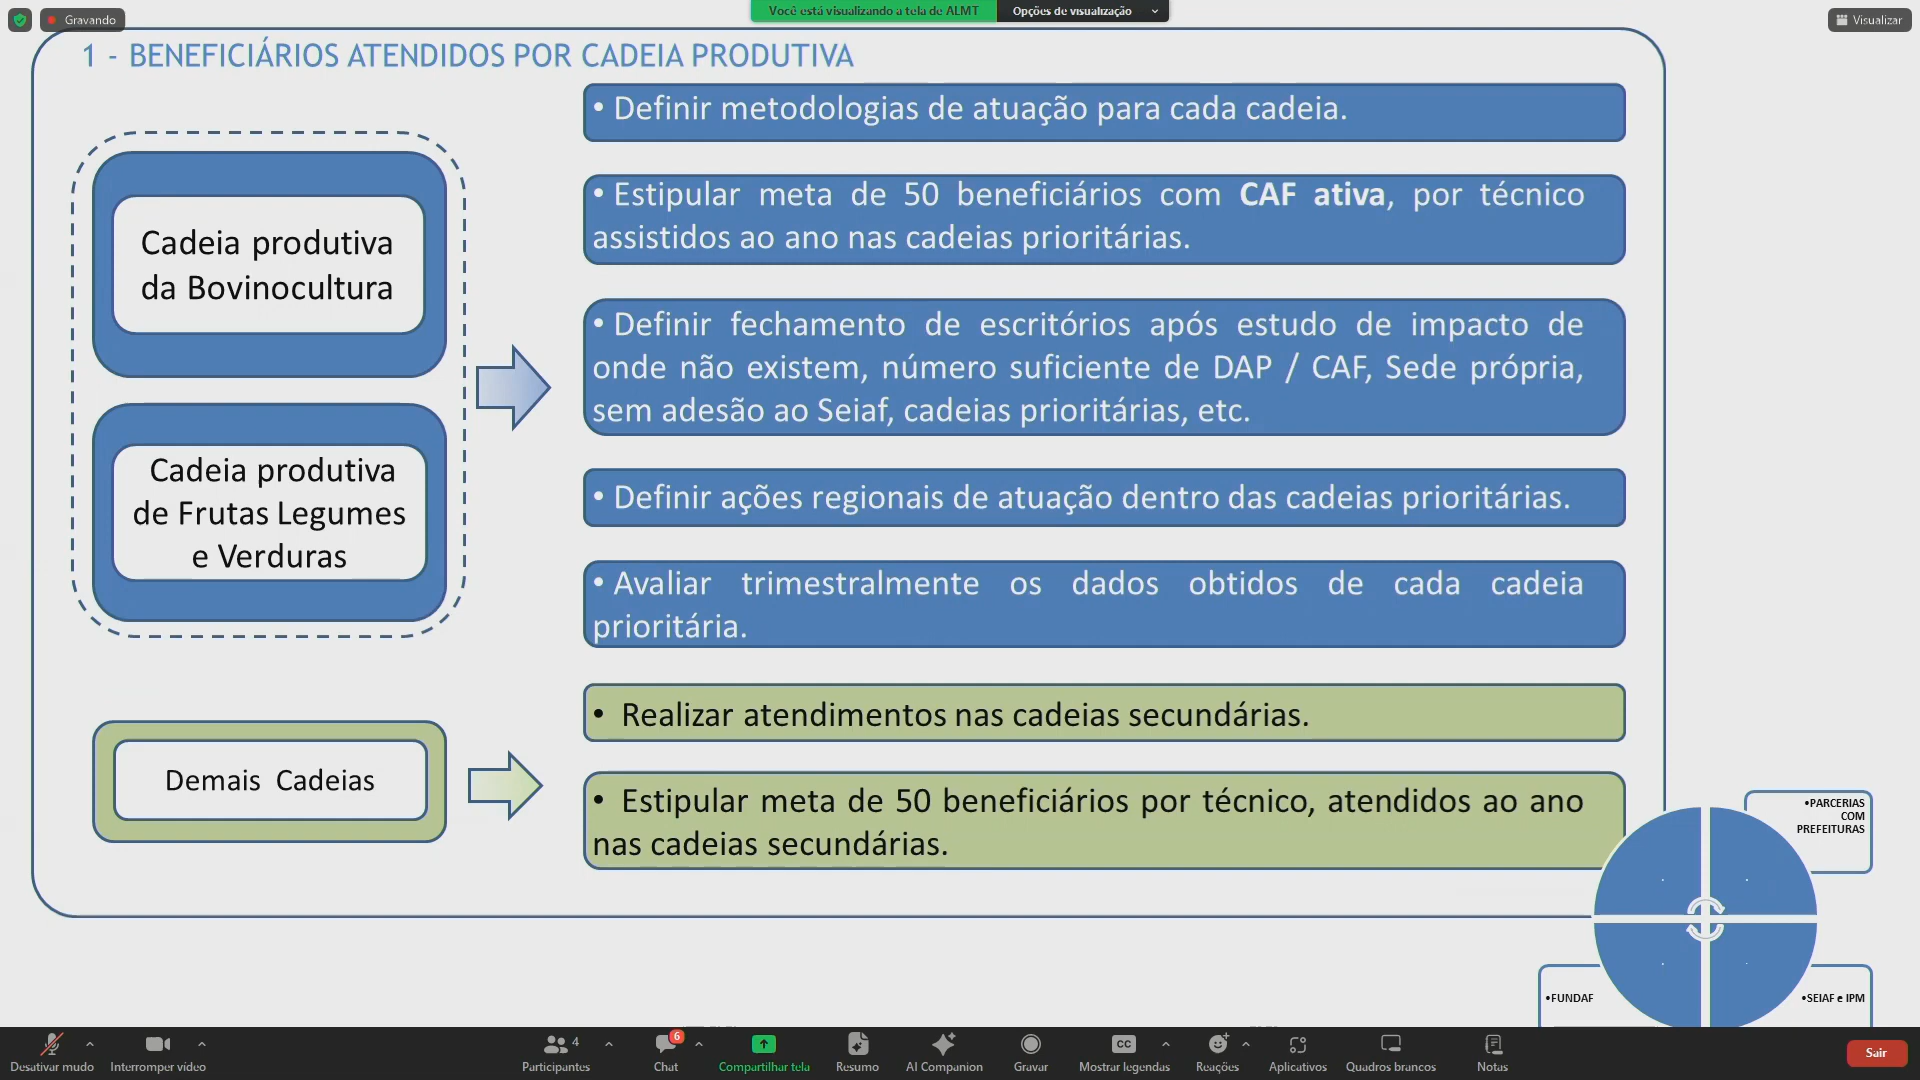 Gravando
Você está visualizando a tela de ALMT
Opções de visualização
Visualizar
1 - BENEFICIÁRIOS ATENDIDOS POR CADEIA PRODUTIVA
Cadeia produtiva
da Bovinocultura
Cadeia produtiva
de Frutas Legumes
e Verduras
• Definir metodologias de atuação para cada cadeia.
• Estipular meta de 50 beneficiários com CAF ativa, por técnico
assistidos ao ano nas cadeias prioritárias.
• Definir fechamento de escritórios após estudo de impacto de
onde não existem, número suficiente de DAP / CAF, Sede própria,
sem adesão ao Seiaf, cadeias prioritárias, etc.
• Definir ações regionais de atuação dentro das cadeias prioritárias.
• Avaliar trimestralmente os dados obtidos de cada cadeia
prioritária.
Demais Cadeias
• Realizar atendimentos nas cadeias secundárias.
• Estipular meta de 50 beneficiários por técnico, atendidos ao ano
nas cadeias secundárias.
•PARCERIAS
COM
PREFEITURAS
•FUNDAF
•SEIAF e IPM
Desativar mudo
Interromper vídeo
4
Participantes
6
Chat
Compartilhar tela
Resumo
AI Companion
Gravar
CC
Mostrar legendas
Reações
Aplicativos
Quadros brancos
Notas
Sair